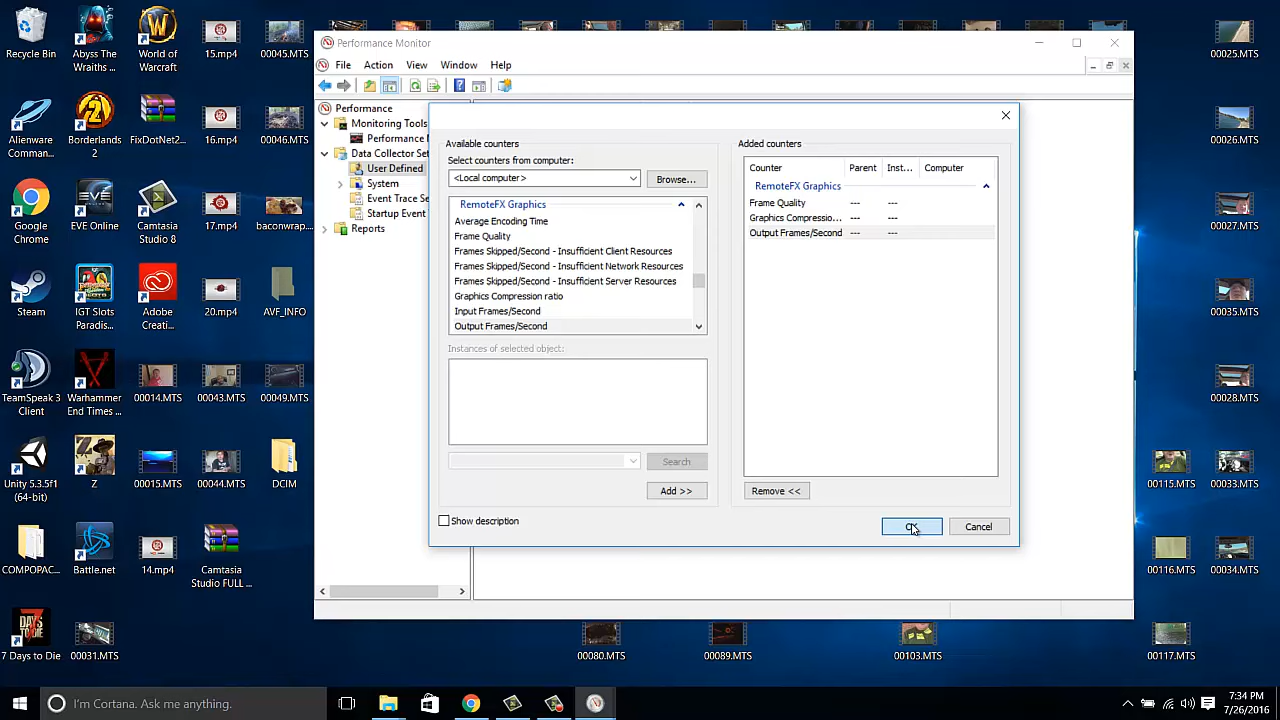 Recycle Bin
Abyss The Wraiths ...
World of Warcraft
15.mp4
00045.MTS
00025.MTS
Performance Monitor
File Action View Window Help
Alienware Comman...
Borderlands 2
FixDotNet2...
16.mp4
00046.MTS
00026.MTS
Performance
Monitoring Tools
Performance
Data Collector Set
User Defined
System
Event Trace Se
Startup Event
Reports
Available counters
Select counters from computer:
<Local computer>
Browse...
RemoteFX Graphics
Average Encoding Time
Frame Quality
Frames Skipped/Second - Insufficient Client Resources
Frames Skipped/Second - Insufficient Network Resources
Frames Skipped/Second - Insufficient Server Resources
Graphics Compression ratio
Input Frames/Second
Output Frames/Second
Instances of selected object:
Search
Add >>
Show description
Added counters
Counter Parent Inst... Computer
RemoteFX Graphics
Frame Quality --- ---
Graphics Compressio... --- ---
Output Frames/Second --- ---
Remove <<
Cancel
Google Chrome
EVE Online
Camtasia Studio 8
baconwrap...
00027.MTS
Steam
IGT Slots Paradis...
Adobe Creati...
20.mp4
AVF_INFO
00035.MTS
TeamSpeak 3 Client
Warhammer End Times ...
00014.MTS
00043.MTS
00049.MTS
00028.MTS
Unity 5.3.5f1 (64-bit)
Z
00015.MTS
00044.MTS
DCIM
00115.MTS
00033.MTS
COMPOPAC...
Battle.net
14.mp4
Camtasia Studio FULL ...
00116.MTS
00034.MTS
7 Days to Die
00031.MTS
00080.MTS
00089.MTS
00103.MTS
00117.MTS
I'm Cortana. Ask me anything.
7:34 PM
7/26/2016